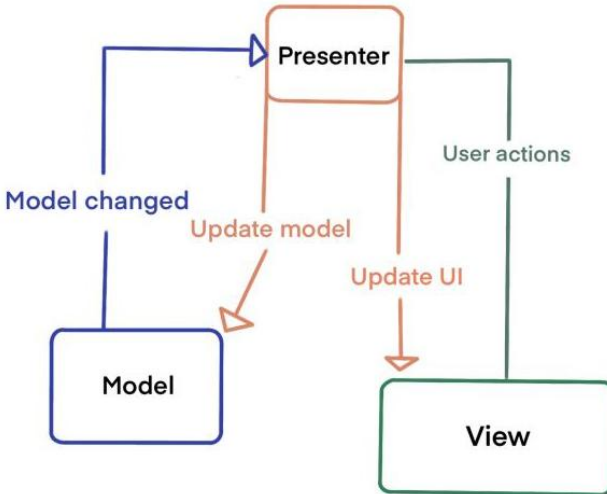 Presenter
User actions
Model changed
Update model
Update UI
Model
View